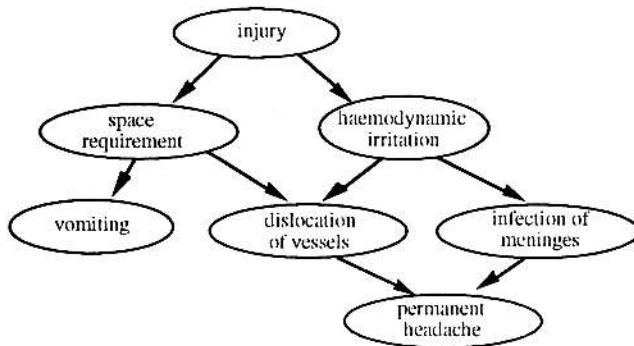 injury
space
requirement
haemodynamic
irritation
vomiting
dislocation
of vessels
infection of
meninges
permanent
headache